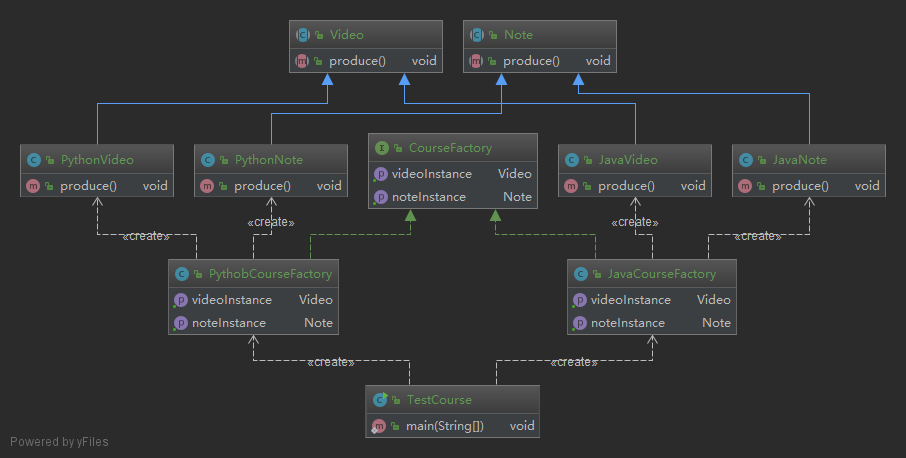 Video
produce() void
Note
produce() void
PythonVideo
produce() void
PythonNote
produce() void
CourseFactory
videoInstance Video
noteInstance Note
JavaVideo
produce() void
JavaNote
produce() void
«create»
«create»
«create»
«create»
PythobCourseFactory
videoInstance Video
noteInstance Note
JavaCourseFactory
videoInstance Video
noteInstance Note
«create»
«create»
TestCourse
main(String[]) void
Powered by yFiles